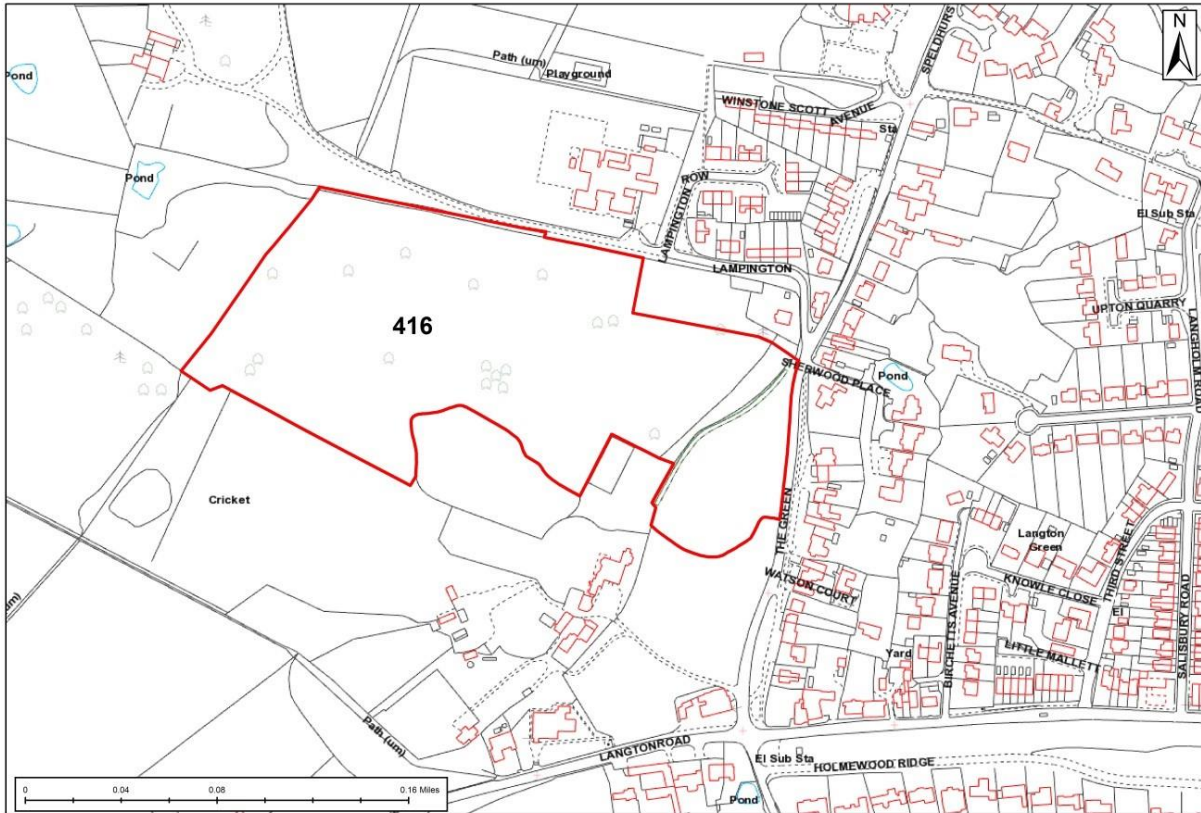 N
SPELDHURS
Path (um)
Playground
Pond
WINSTONE SCOTT
AVENUE
Sta
Pond
ROW
LAMPINGTON
El Sub Sta
LAMPINGTON
UPTON QUARRY
LANGHOLM ROAD
416
SHERWOOD PLACE
Pond
Cricket
THE GREEN
Langton
Green
THIRD STREET
WATSON COURT
KNOWLE CLOSE
El
SALISBURY ROAD
BIRCHETTS AVENUE
um)
Yard
LITTLE MALLETT
Path (um)
LANGTONROAD
El Sub Sta
HOLMEWOOD RIDGE
Pond
0 0.04 0.08 0.16 Miles